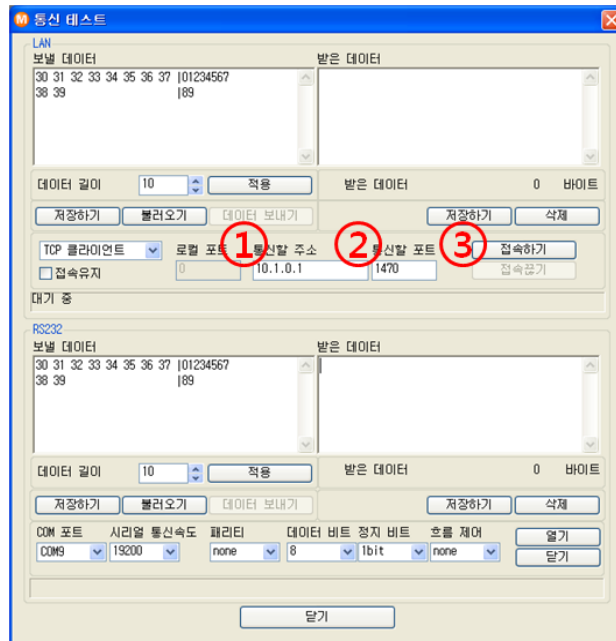 M 통신 테스트
LAN
보낼 데이터 받은 데이터
30 31 32 33 34 35 36 37 |01234567
38 39 |89
데이터 길이 10 적용 받은 데이터 0 바이트
저장하기 불러오기 데이터 보내기 저장하기 삭제
TCP 클라이언트 로컬 포트 ① 통신할 주소 ② 통신할 포트 ③ 접속하기
접속유지 0 10.1.0.1 1470 접속끊기
대기 중
RS232
보낼 데이터 받은 데이터
30 31 32 33 34 35 36 37 |01234567
38 39 |89
데이터 길이 10 적용 받은 데이터 0 바이트
저장하기 불러오기 데이터 보내기 저장하기 삭제
COM 포트 시리얼 통신속도 패리티 데이터 비트 정지 비트 흐름 제어 열기
COM9 19200 none 8 1bit none 닫기
닫기